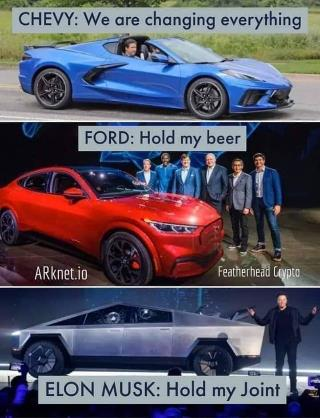 CHEVY: We are changing everything
FORD: Hold my beer
ARknet.io
Featherhead Crypto
ELON MUSK: Hold my Joint